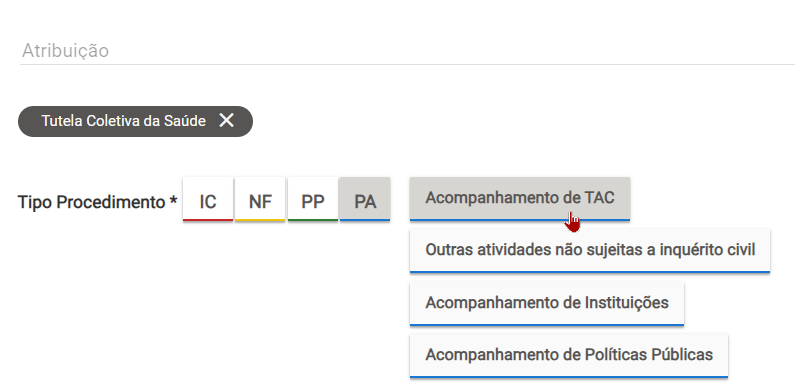 Atribuição
Tutela Coletiva da Saúde
Tipo Procedimento * IC NF PP PA Acompanhamento de TAC
Outras atividades não sujeitas a inquérito civil
Acompanhamento de Instituições
Acompanhamento de Políticas Públicas